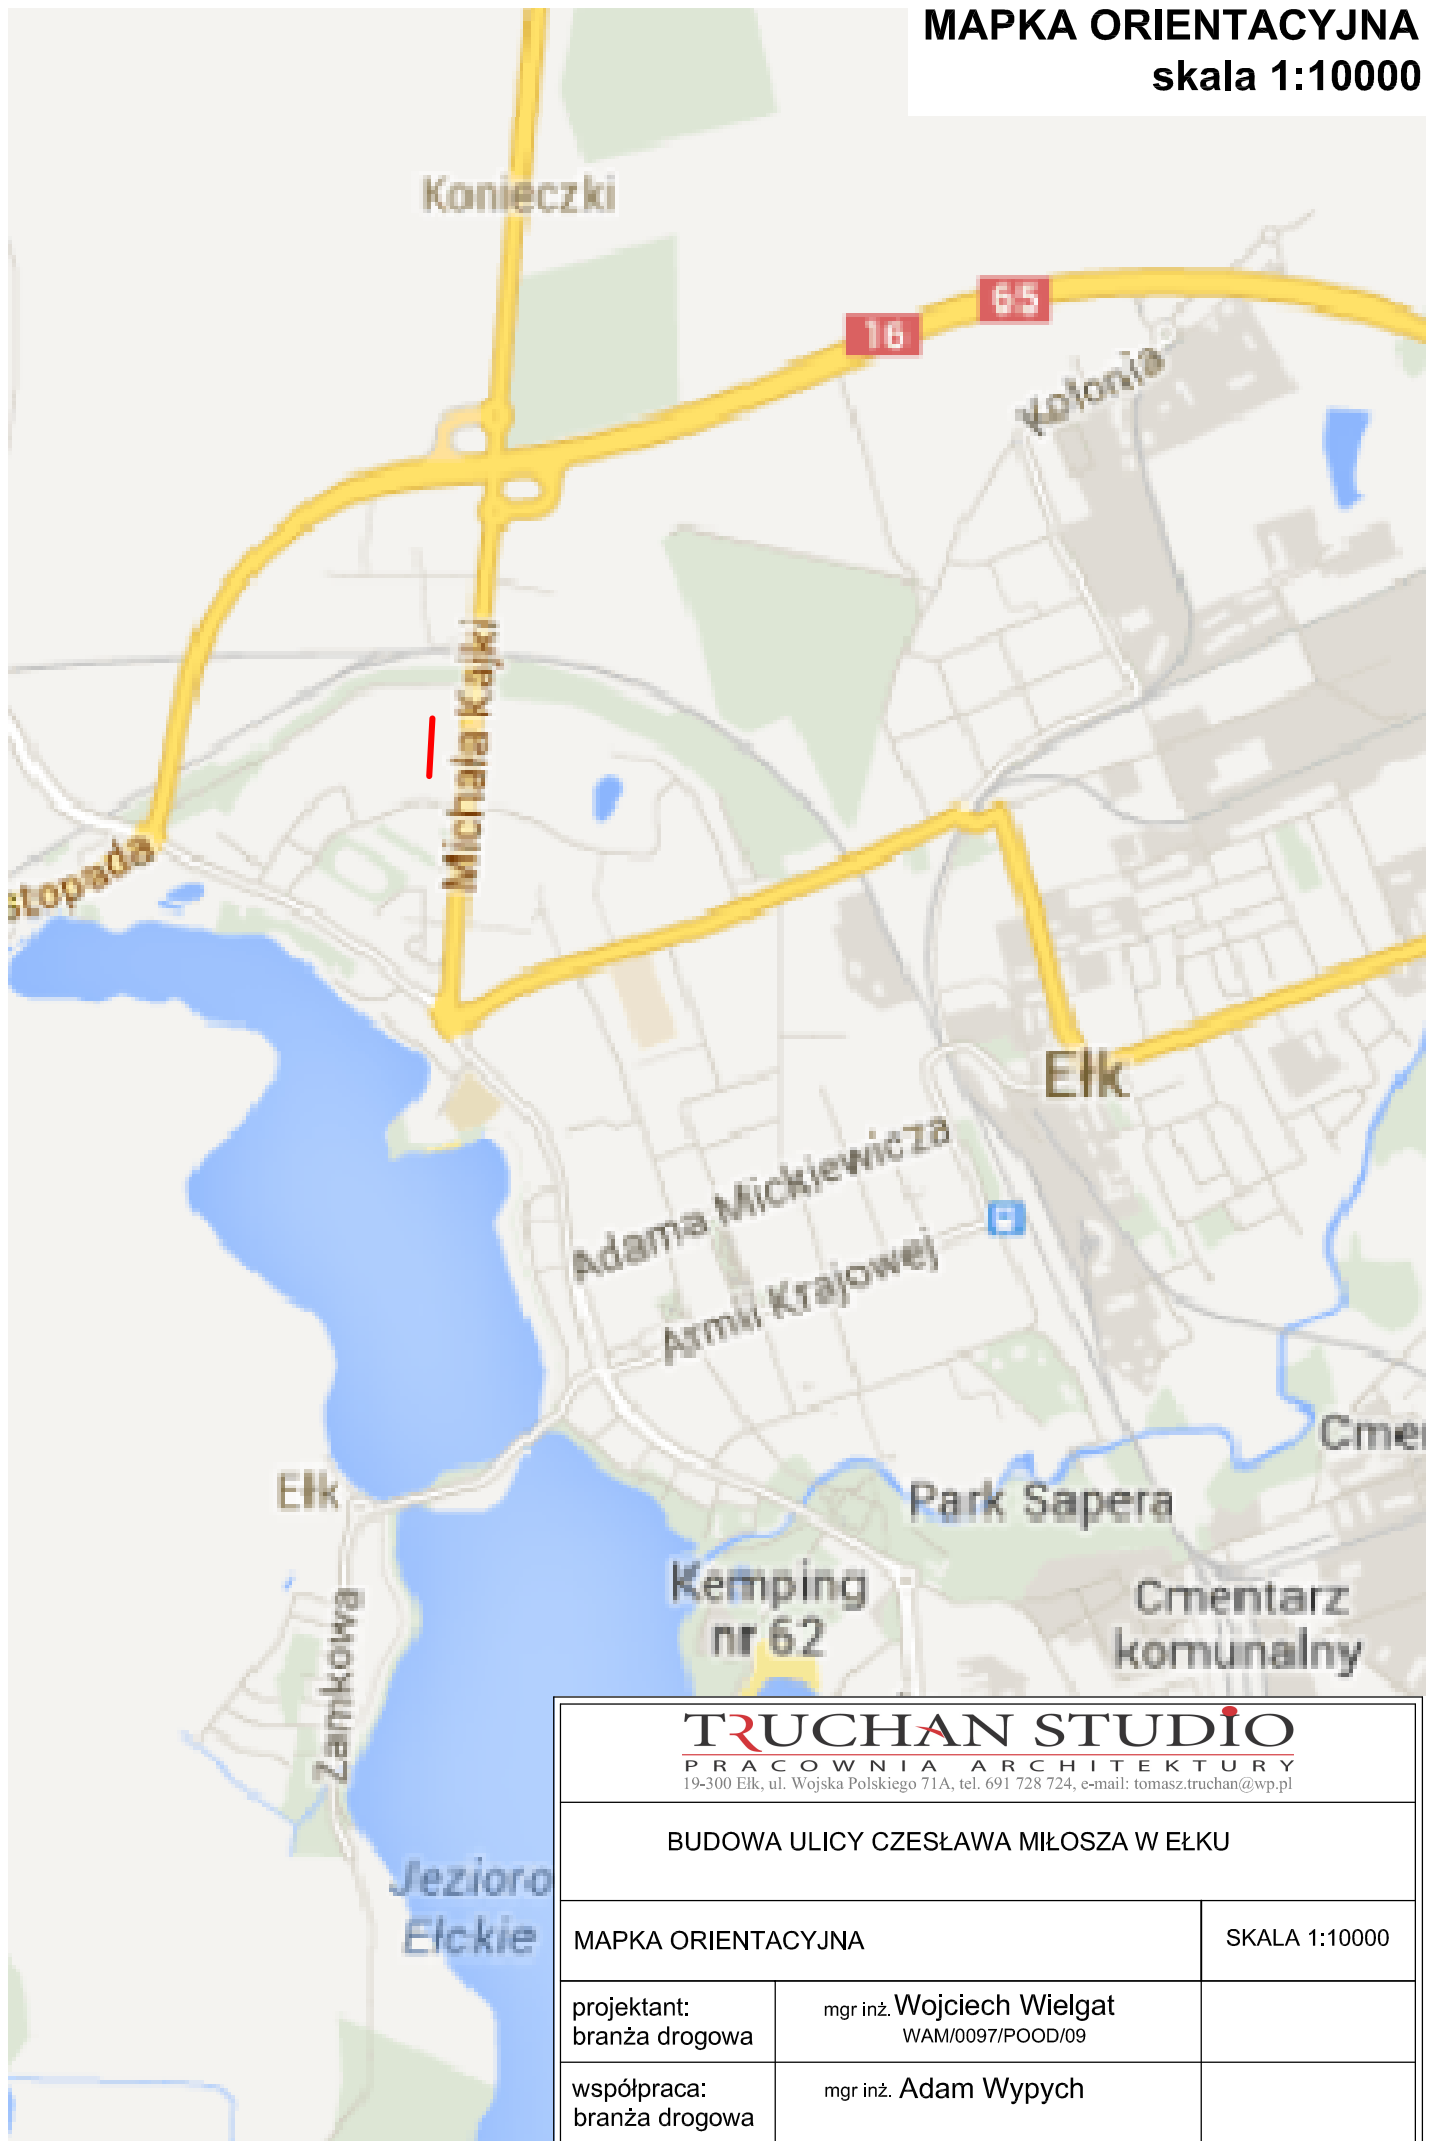 MAPKA ORIENTACYJNA
skala 1:10000
Konieczki
65
16
Kolonia
Michała Kajki
stopada
Ełk
Adama Mickiewicza
Armii Krajowej
Cme
Ełk
Park Sapera
Kemping
nr 62
Cmentarz
komunalny
Zamkowa
Jezioro
Ełckie
TRUCHAN STUDIO
PRACOWNIA ARCHITEKTURY
19-300 Ełk, ul. Wojska Polskiego 71A, tel. 691 728 724, e-mail: tomasz.truchan@wp.pl
BUDOWA ULICY CZESŁAWA MIŁOSZA W EŁKU
MAPKA ORIENTACYJNA
SKALA 1:10000
projektant:
branża drogowa
mgr inż. Wojciech Wielgat
WAM/0097/POOD/09
współpraca:
branża drogowa
mgr inż. Adam Wypych